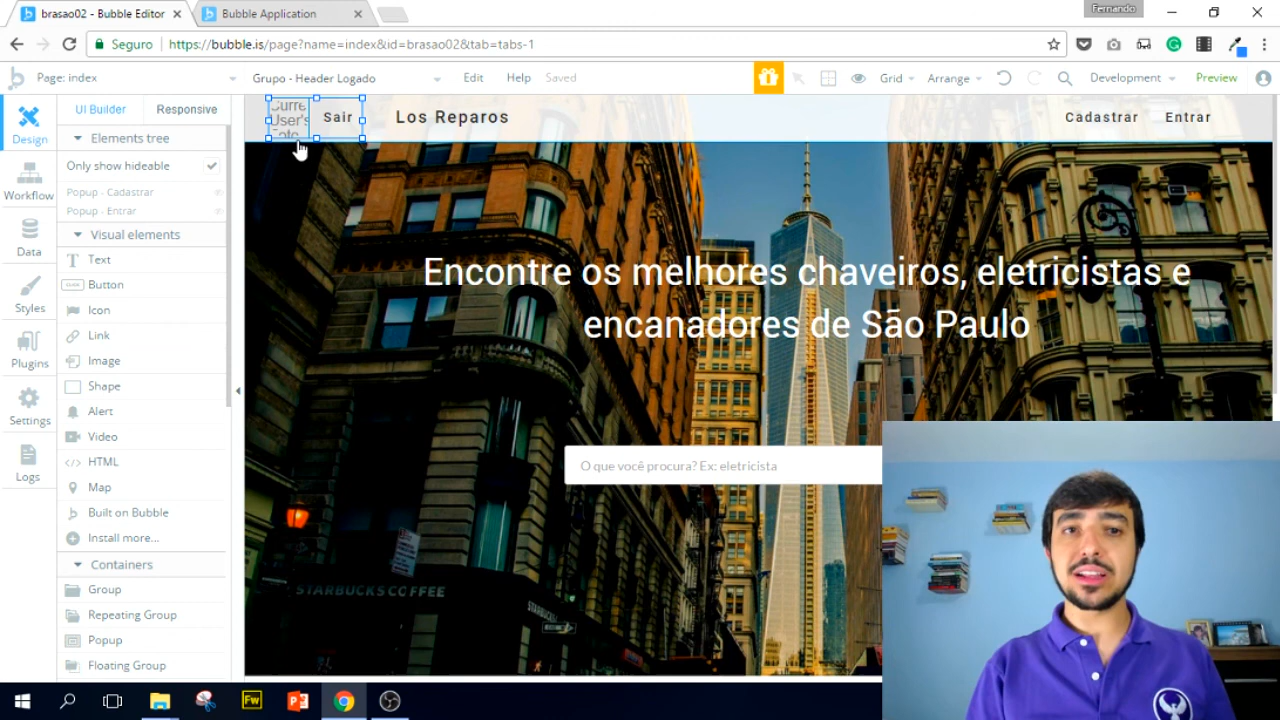 brasao02 - Bubble Editor
Bubble Application
Fernando
Seguro
https://bubble.is/page?name=index&id=brasao02&tab=tabs-1
Page: index
Grupo - Header Logado
Edit
Help
Saved
Grid
Arrange
Development
Preview
Design
Workflow
Data
Styles
Plugins
Settings
Logs
UI Builder
Responsive
Elements tree
Only show hideable
Popup - Cadastrar
Popup - Entrar
Visual elements
Text
Button
Icon
Link
Image
Shape
Alert
Video
HTML
Map
Built on Bubble
Install more...
Containers
Group
Repeating Group
Popup
Floating Group
Curre
User's
Foto
Sair
Los Reparos
Cadastrar
Entrar
Encontre os melhores chaveiros, eletricistas e
encanadores de São Paulo
O que você procura? Ex: eletricista
STARBUCKS COFFEE
Fw